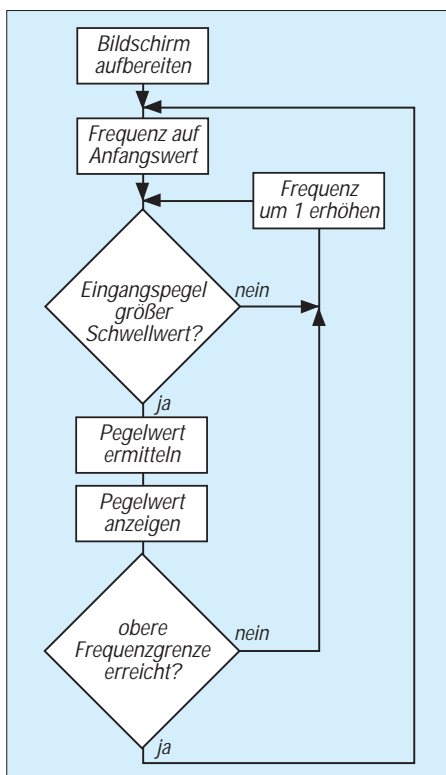 Bildschirm
aufbereiten
Frequenz auf
Anfangswert
Frequenz
um 1 erhöhen
Eingangspegel
größer
Schwellwert?
nein
ja
Pegelwert
ermitteln
Pegelwert
anzeigen
obere
Frequenzgrenze
erreicht?
nein
ja